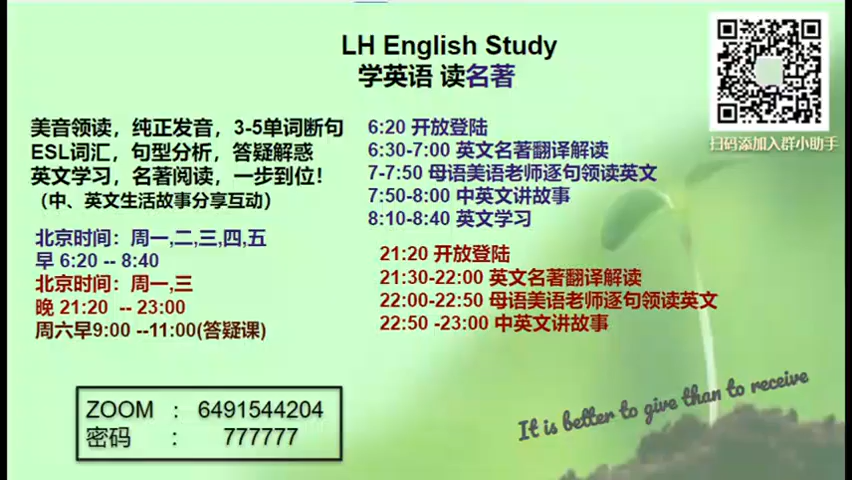 LH English Study
学英语 读名著
扫码添加入群小助手
美音领读，纯正发音，3-5单词断句
ESL词汇，句型分析，答疑解惑
英文学习，名著阅读，一步到位！
（中、英文生活故事分享互动）
北京时间：周一,二,三,四,五
早 6:20 -- 8:40
北京时间：周一,三
晚 21:20 -- 23:00
周六早9:00 --11:00(答疑课)
6:20 开放登陆
6:30-7:00 英文名著翻译解读
7-7:50 母语美语老师逐句领读英文
7:50-8:00 中英文讲故事
8:10-8:40 英文学习
21:20 开放登陆
21:30-22:00 英文名著翻译解读
22:00-22:50 母语美语老师逐句领读英文
22:50 -23:00 中英文讲故事
ZOOM : 6491544204
密码 : 777777
It is better to give than to receive